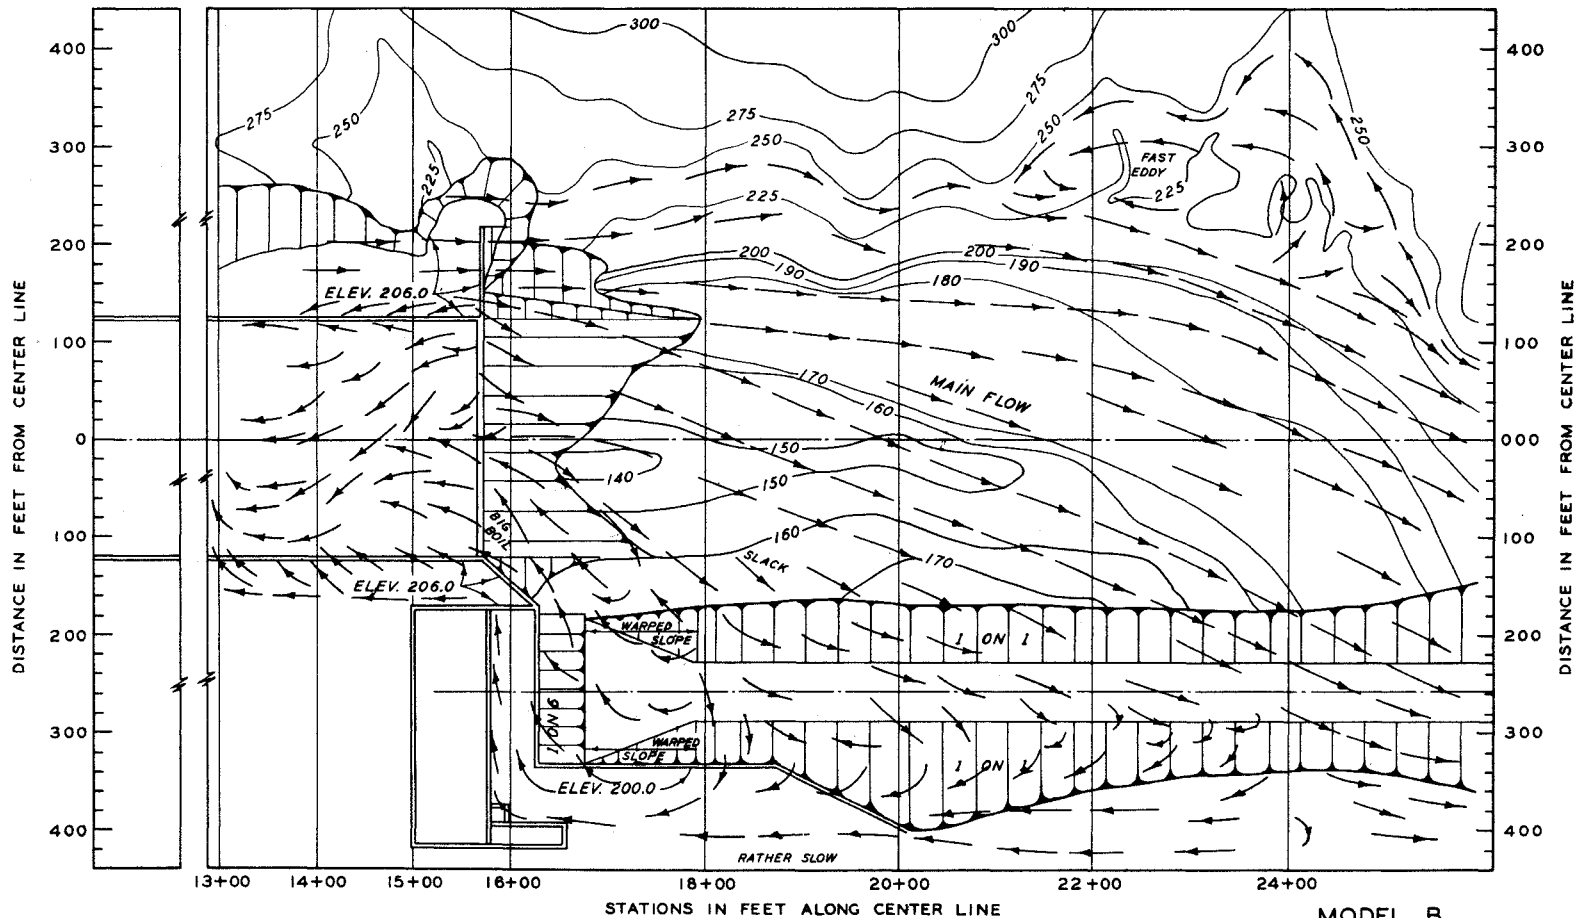 300
300
400
400
275
275
250
275
250
250
250
300
300
FAST
EDDY
225
225
225
200
200
200
200
190
190
180
ELEV. 206.0
100
100
170
MAIN FLOW
160
0
000
150
140
150
BIG
BOIL
160
100
100
SLACK
170
ELEV. 206.0
200
200
WARPED
SLOPE
1 ON 1
1 ON 6
300
300
WARPED
SLOPE
1 ON 1
ELEV. 200.0
400
400
RATHER SLOW
DISTANCE IN FEET FROM CENTER LINE
DISTANCE IN FEET FROM CENTER LINE
13+00 14+00 15+00 16+00 18+00 20+00 22+00 24+00
STATIONS IN FEET ALONG CENTER LINE
MODEL B